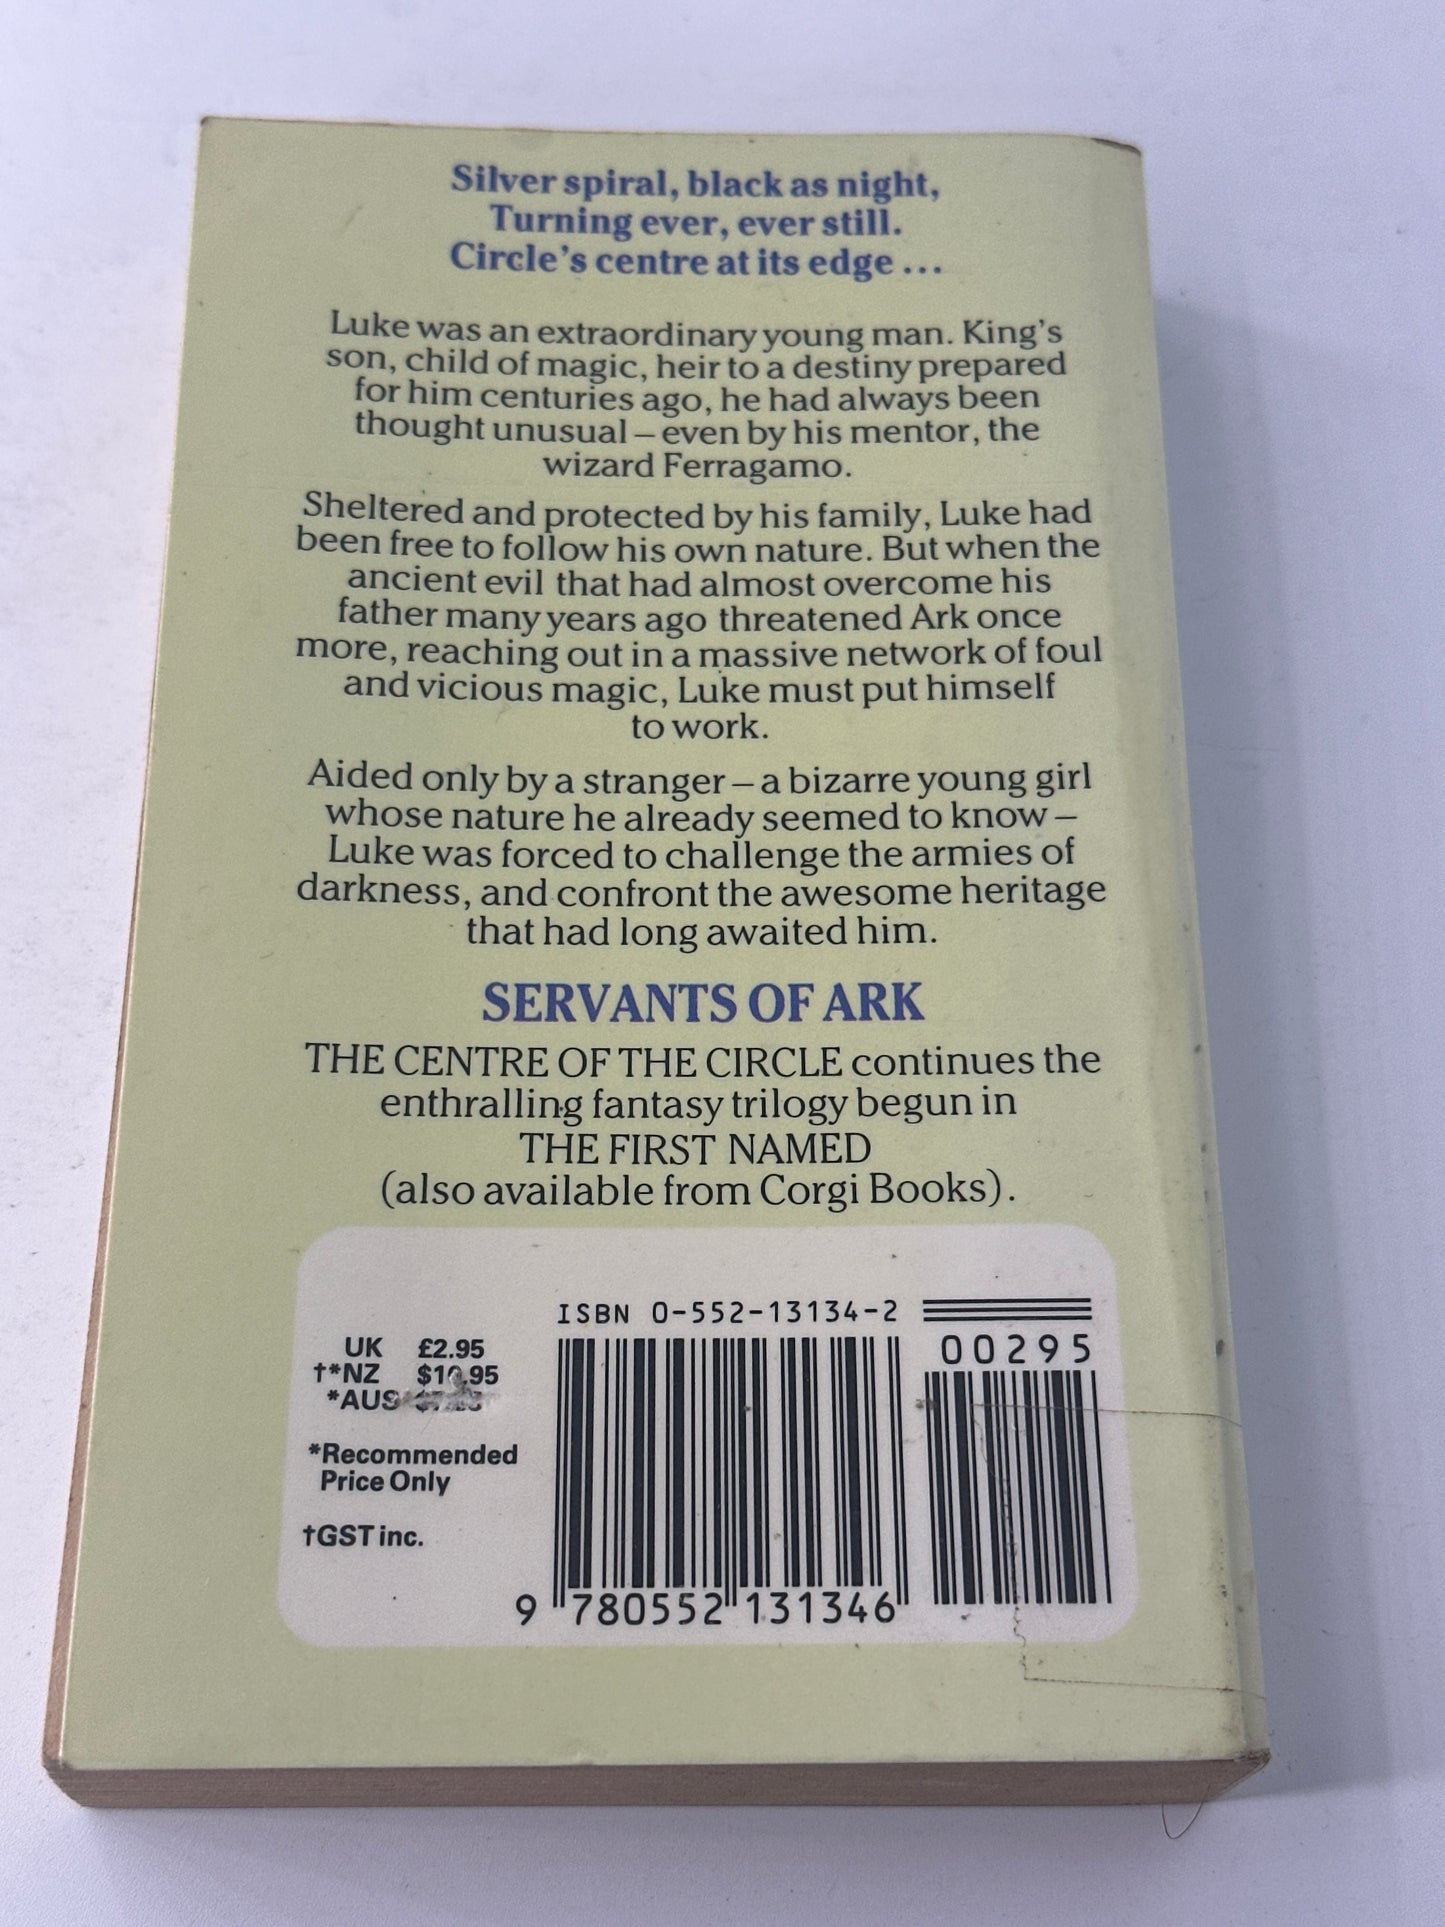 Silver spiral, black as night,
Turning ever, ever still.
Circle's centre at its edge ...
Luke was an extraordinary young man. King's
son, child of magic, heir to a destiny prepared
for him centuries ago, he had always been
thought unusual – even by his mentor, the
wizard Ferragamo.
Sheltered and protected by his family, Luke had
been free to follow his own nature. But when the
ancient evil that had almost overcome his
father many years ago threatened Ark once
more, reaching out in a massive network of foul
and vicious magic, Luke must put himself
to work.
Aided only by a stranger – a bizarre young girl
whose nature he already seemed to know –
Luke was forced to challenge the armies of
darkness, and confront the awesome heritage
that had long awaited him.
SERVANTS OF ARK
THE CENTRE OF THE CIRCLE continues the
enthralling fantasy trilogy begun in
THE FIRST NAMED
(also available from Corgi Books).
ISBN 0-552-13134-2
00295
UK £2.95
†*NZ $10.95
*AUS
*Recommended
Price Only
†GST inc.
9 780552 131346